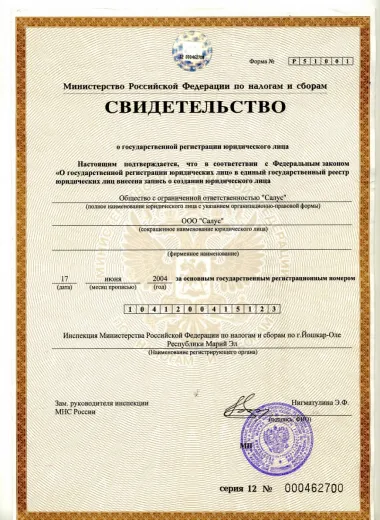 Форма № Р 5 1 0 0 1
Министерство Российской Федерации по налогам и сборам
СВИДЕТЕЛЬСТВО
о государственной регистрации юридического лица
Настоящим подтверждается, что в соответствии с Федеральным законом
«О государственной регистрации юридических лиц» в единый государственный реестр
юридических лиц внесена запись о создании юридического лица
Общество с ограниченной ответственностью "Салус"
(полное наименование юридического лица с указанием организационно-правовой формы)
ООО "Салус"
(сокращенное наименование юридического лица)
(фирменное наименование)
17 июня 2004 за основным государственным регистрационным номером
(дата) (месяц прописью) (год)
1 0 4 1 2 0 0 4 1 5 1 2 3
Инспекция Министерства Российской Федерации по налогам и сборам по г.Йошкар-Оле
Республики Марий Эл
(Наименование регистрирующего органа)
Зам. руководителя инспекции Нигматулина Э.Ф.
МНС России (подпись, ФИО)
МП
серия 12 № 000462700